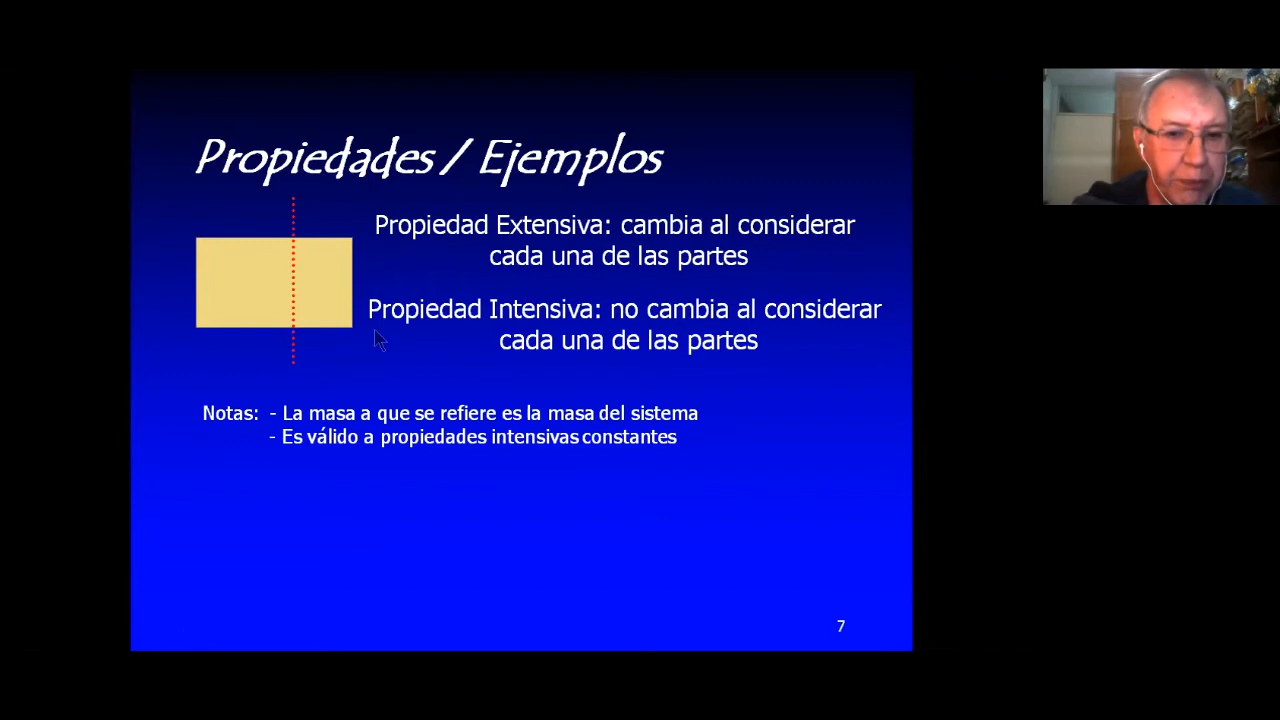 Propiedades / Ejemplos
Propiedad Extensiva: cambia al considerar
cada una de las partes
Propiedad Intensiva: no cambia al considerar
cada una de las partes
Notas: - La masa a que se refiere es la masa del sistema
- Es válido a propiedades intensivas constantes
7